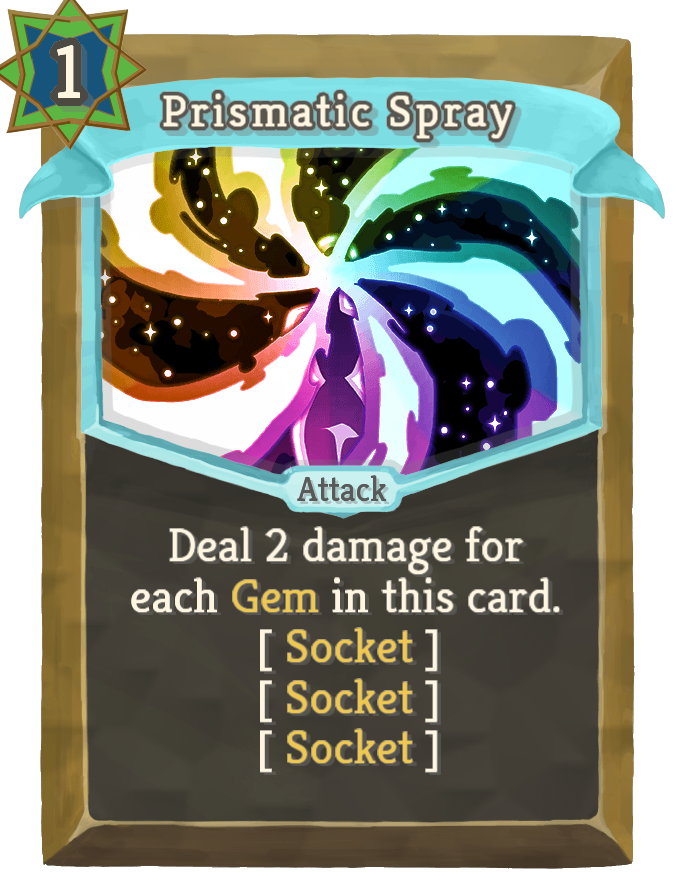 1
Prismatic Spray
Attack
Deal 2 damage for
each Gem in this card.
[ Socket ]
[ Socket ]
[ Socket ]